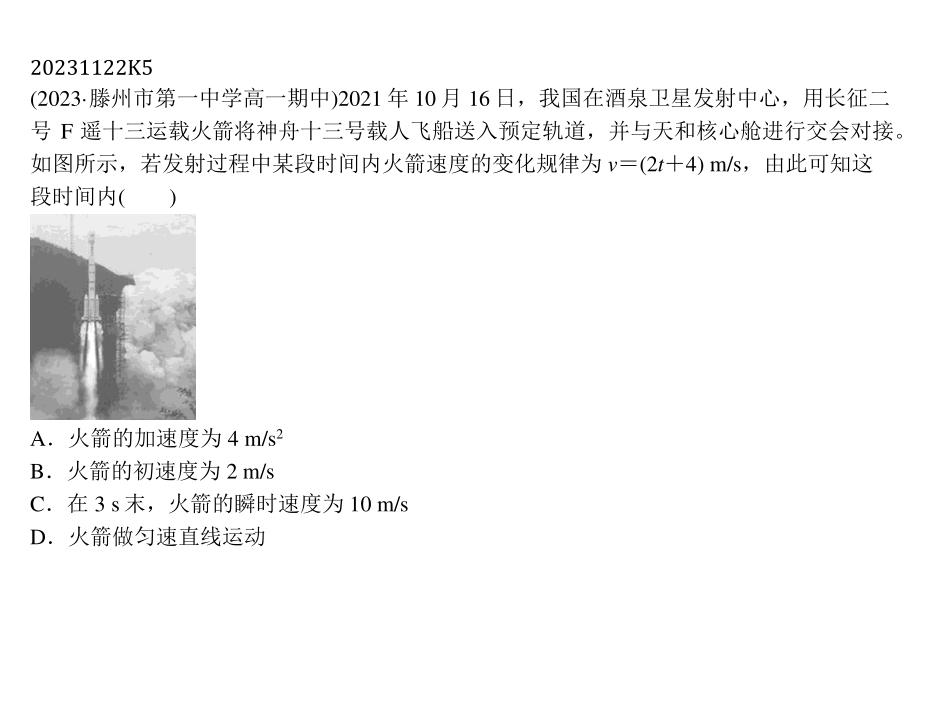 20231122K5
(2023·滕州市第一中学高一期中)2021 年 10 月 16 日，我国在酒泉卫星发射中心，用长征二
号 F 遥十三运载火箭将神舟十三号载人飞船送入预定轨道，并与天和核心舱进行交会对接。
如图所示，若发射过程中某段时间内火箭速度的变化规律为 v＝(2t＋4) m/s，由此可知这
段时间内(　　)
A．火箭的加速度为 4 m/s²
B．火箭的初速度为 2 m/s
C．在 3 s 末，火箭的瞬时速度为 10 m/s
D．火箭做匀速直线运动